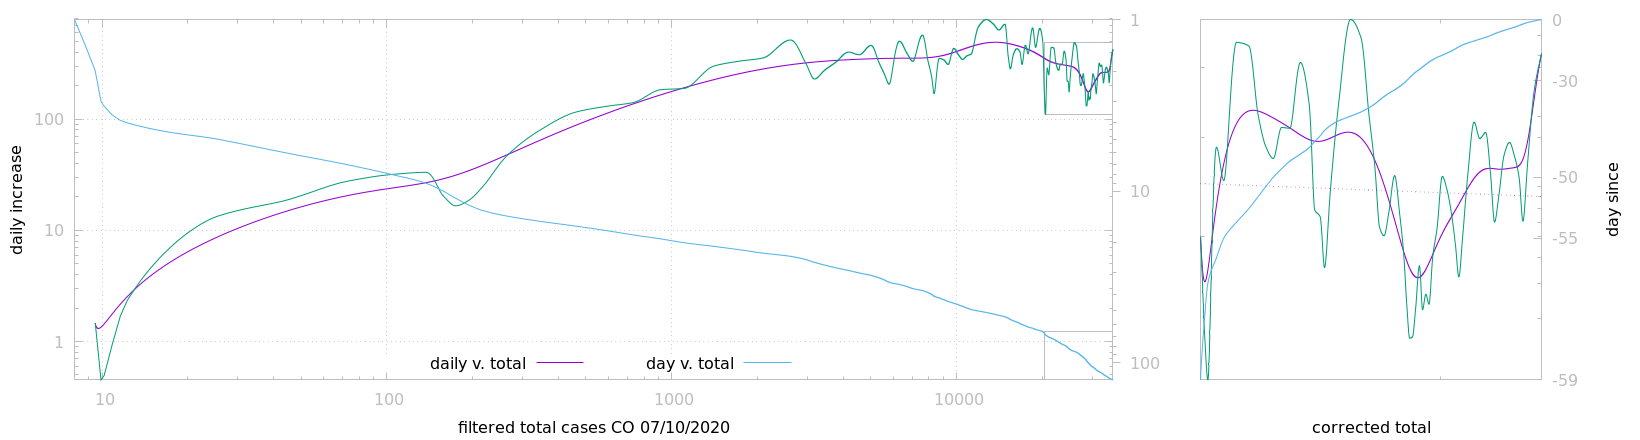 daily increase
100
10
1
10
100
1000
10000
filtered total cases CO 07/10/2020
daily v. total
day v. total
1
10
100
0
-30
-50
-55
-59
day since
corrected total